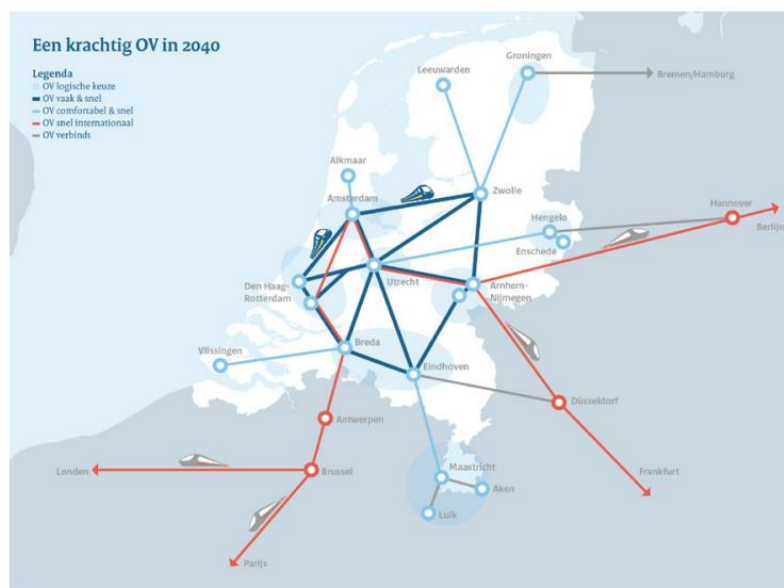 Een krachtig OV in 2040
Legenda
OV logische keuze
OV vaak & snel
OV comfortabel & snel
OV snel internationaal
OV verbindt
Groningen
Leeuwarden
Bremen/Hamburg
Alkmaar
Amsterdam
Zwolle
Hannover
Hengelo
Berlijn
Enschede
Den Haag-
Rotterdam
Utrecht
Arnhem-
Nijmegen
Vlissingen
Breda
Eindhoven
Düsseldorf
Antwerpen
Maastricht
Londen
Brussel
Frankfurt
Aken
Luik
Parijs